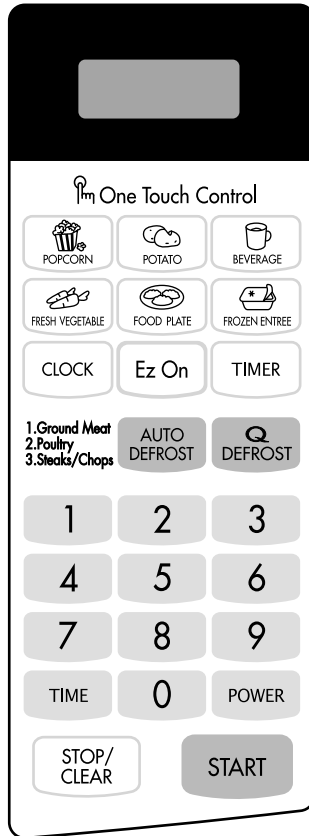 One Touch Control
POPCORN
POTATO
BEVERAGE
FRESH VEGETABLE
FOOD PLATE
FROZEN ENTREE
CLOCK
Ez On
TIMER
1.Ground Meat
2.Poultry
3.Steaks/Chops
AUTO
DEFROST
Q
DEFROST
1 2 3
4 5 6
7 8 9
TIME 0 POWER
STOP/
CLEAR
START